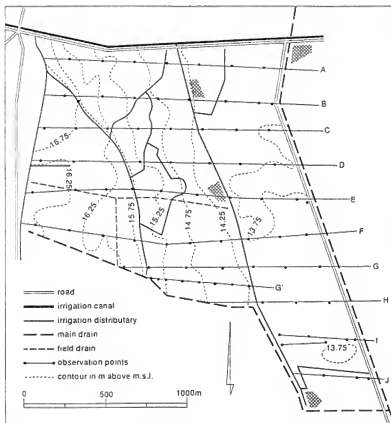 A
B
C
16.75
D
16.25
E
16.25
15.75
15.25
14.75
14.25
13.75
F
G
G'
H
road
irrigation canal
irrigation distributary
main drain
field drain
observation points
contour in m above m.s.l.
I
13.75
J
0 500 1000m